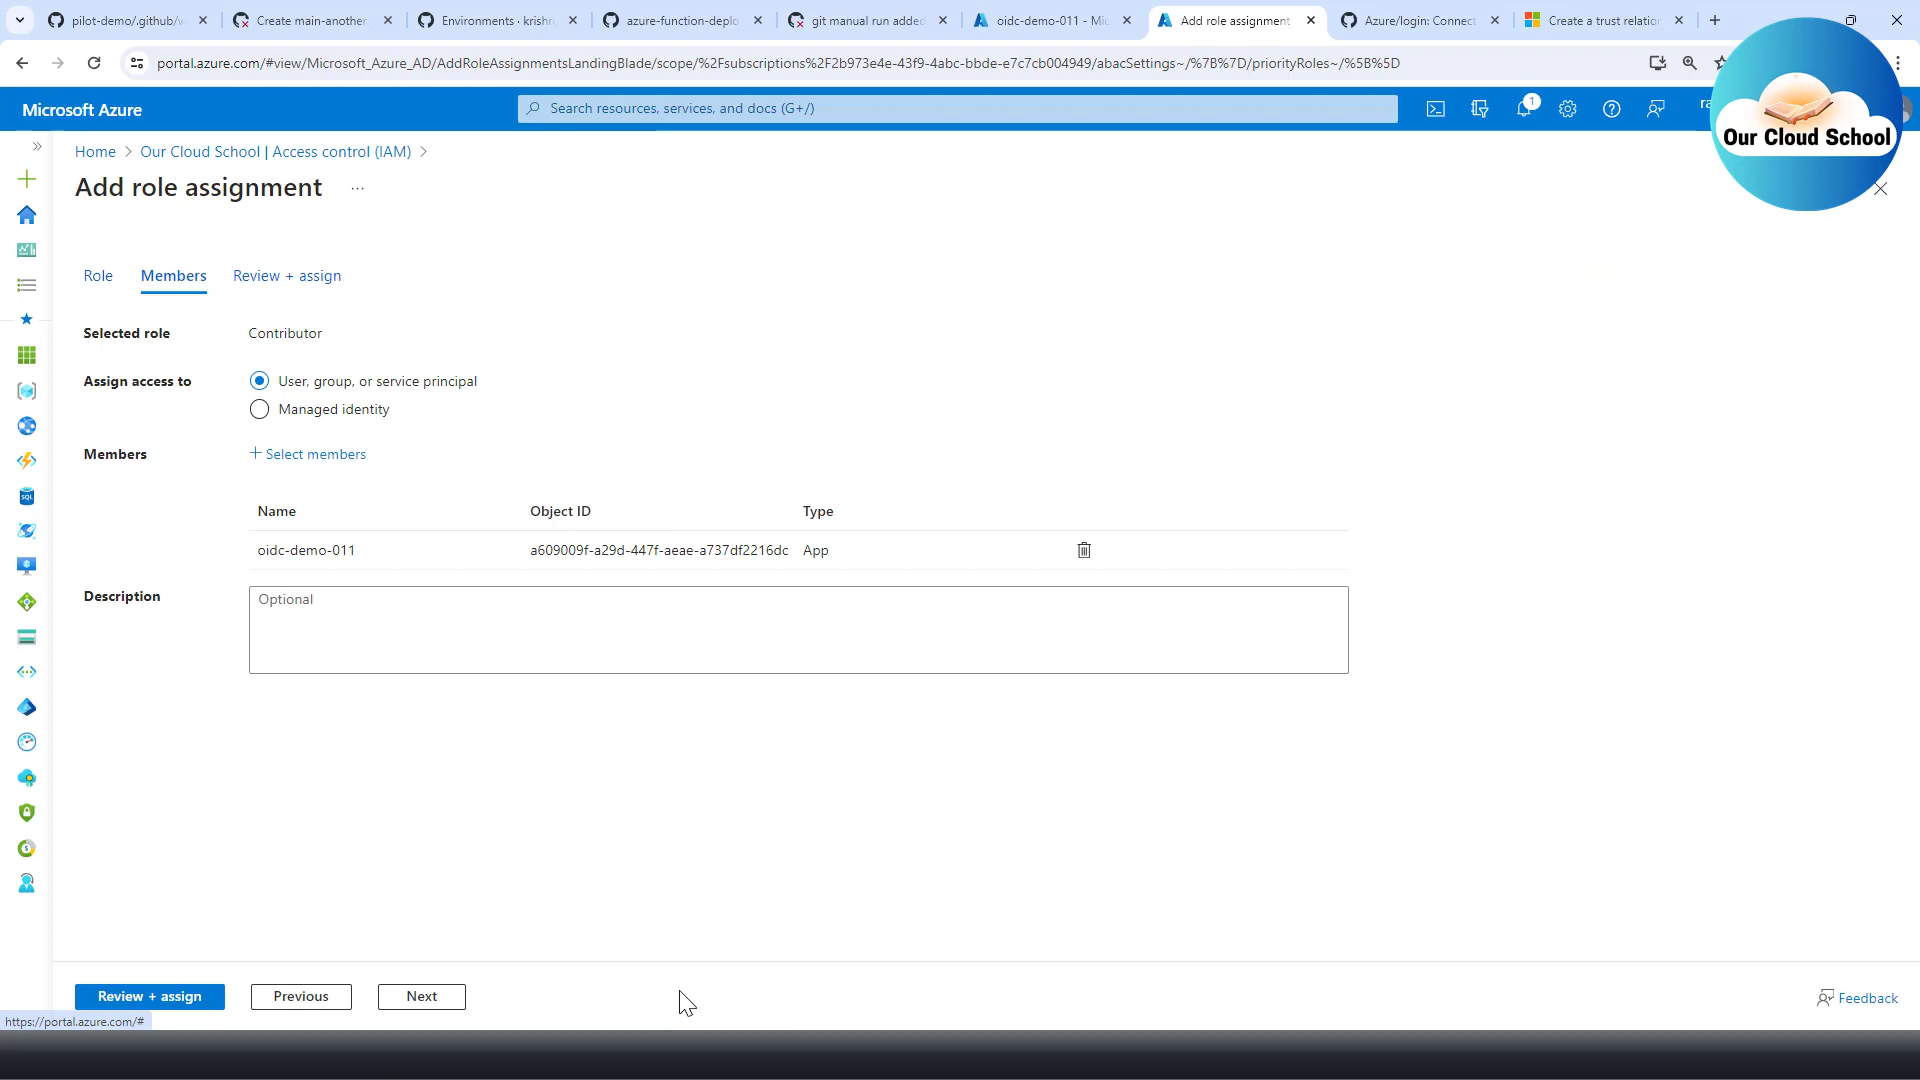 pilot-demo/.github/w
Create main-another
Environments · krishn
azure-function-deplo
git manual run added
oidc-demo-011 - Mic
Add role assignment
Azure/login: Connect
Create a trust relation
portal.azure.com/#view/Microsoft_Azure_AD/AddRoleAssignmentsLandingBlade/scope/%2Fsubscriptions%2F2b973e4e-43f9-4abc-bbde-e7c7cb004949/abacSettings~/%7B%7D/priorityRoles~/%5B%5D
Microsoft Azure
Search resources, services, and docs (G+/)
1
ra
Our Cloud School
Home > Our Cloud School | Access control (IAM) >
Add role assignment ...
Role Members Review + assign
Selected role Contributor
Assign access to User, group, or service principal
Managed identity
Members + Select members
Name Object ID Type
oidc-demo-011 a609009f-a29d-447f-aeae-a737df2216dc App
Description Optional
Review + assign Previous Next
Feedback
https://portal.azure.com/#